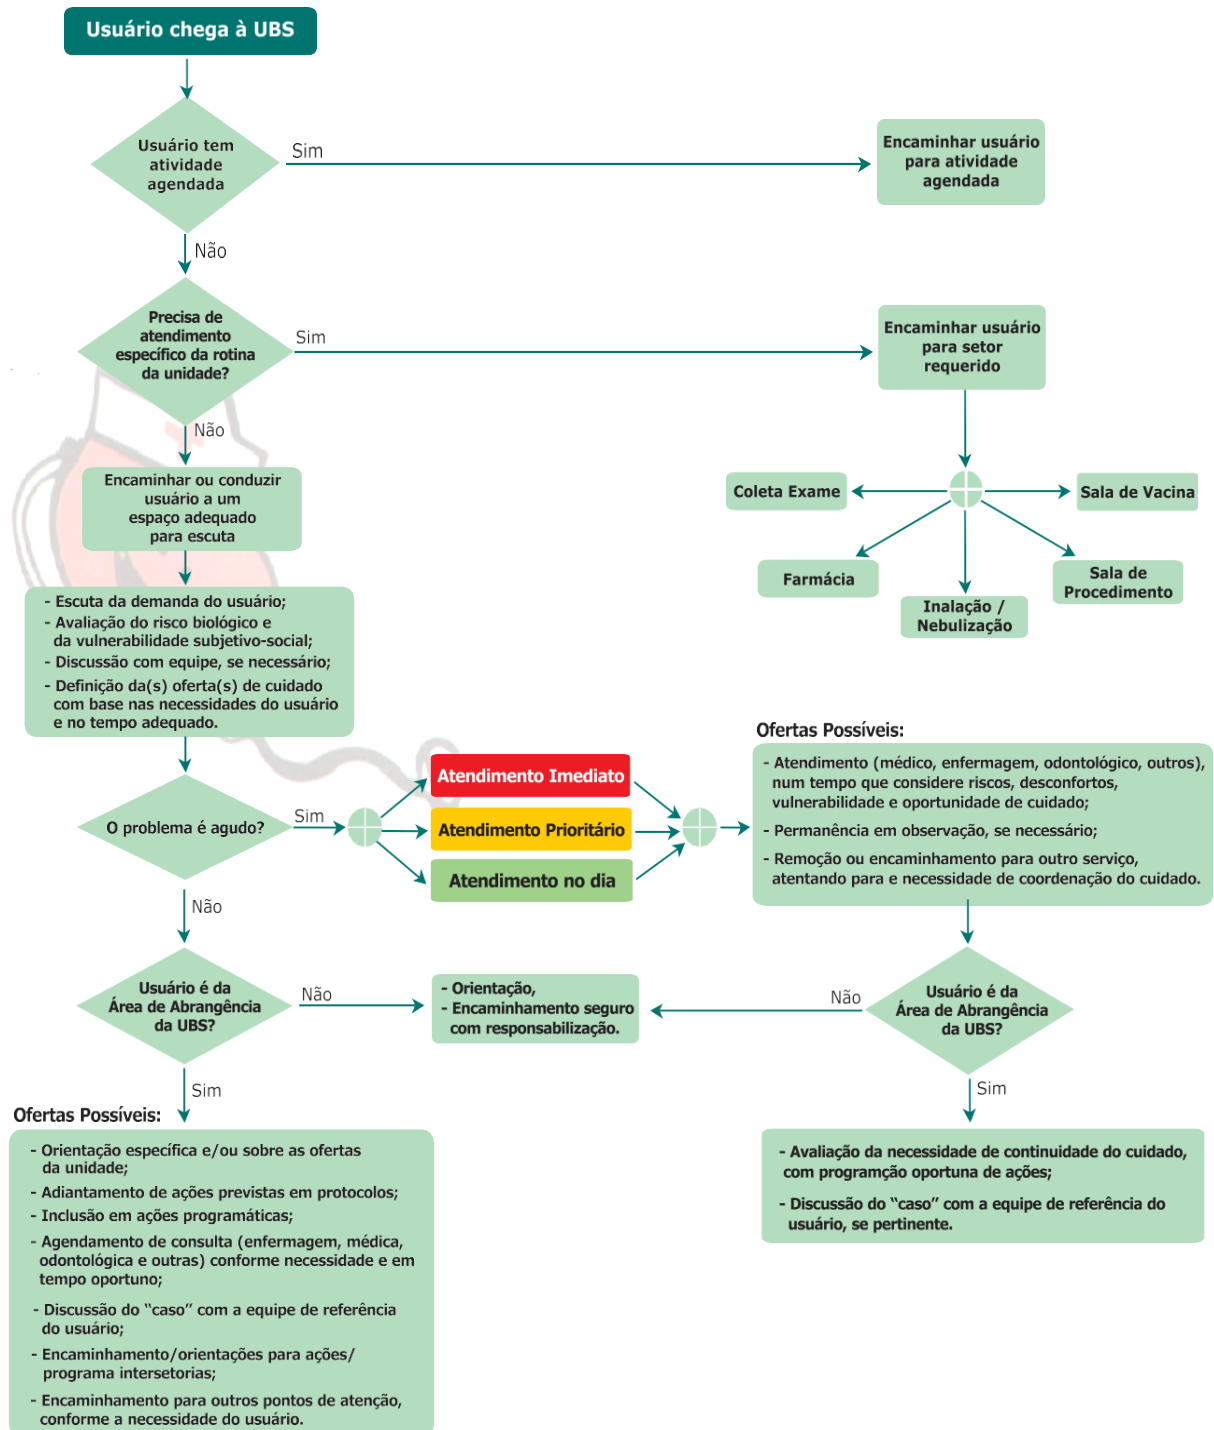 Usuário chega à UBS
Usuário tem
atividade
agendada
Sim
Encaminhar usuário
para atividade
agendada
Não
Precisa de
atendimento
específico da rotina
da unidade?
Sim
Encaminhar usuário
para setor
requerido
Não
Encaminhar ou conduzir
usuário a um
espaço adequado
para escuta
Coleta Exame
Sala de Vacina
Farmácia
Sala de
Procedimento
Inalação /
Nebulização
- Escuta da demanda do usuário;
- Avaliação do risco biológico e
da vulnerabilidade subjetivo-social;
- Discussão com equipe, se necessário;
- Definição da(s) oferta(s) de cuidado
com base nas necessidades do usuário
e no tempo adequado.
O problema é agudo?
Sim
Atendimento Imediato
Atendimento Prioritário
Atendimento no dia
Ofertas Possíveis:
- Atendimento (médico, enfermagem, odontológico, outros),
num tempo que considere riscos, desconfortos,
vulnerabilidade e oportunidade de cuidado;
- Permanência em observação, se necessário;
- Remoção ou encaminhamento para outro serviço,
atentando para e necessidade de coordenação do cuidado.
Não
Usuário é da
Área de Abrangência
da UBS?
Não
- Orientação,
- Encaminhamento seguro
com responsabilização.
Não
Usuário é da
Área de Abrangência
da UBS?
Sim
Sim
Ofertas Possíveis:
- Orientação específica e/ou sobre as ofertas
da unidade;
- Adiantamento de ações previstas em protocolos;
- Inclusão em ações programáticas;
- Agendamento de consulta (enfermagem, médica,
odontológica e outras) conforme necessidade e em
tempo oportuno;
- Discussão do “caso” com a equipe de referência
do usuário;
- Encaminhamento/orientações para ações/
programa intersetorias;
- Encaminhamento para outros pontos de atenção,
conforme a necessidade do usuário.
- Avaliação da necessidade de continuidade do cuidado,
com programção oportuna de ações;
- Discussão do “caso” com a equipe de referência do
usuário, se pertinente.